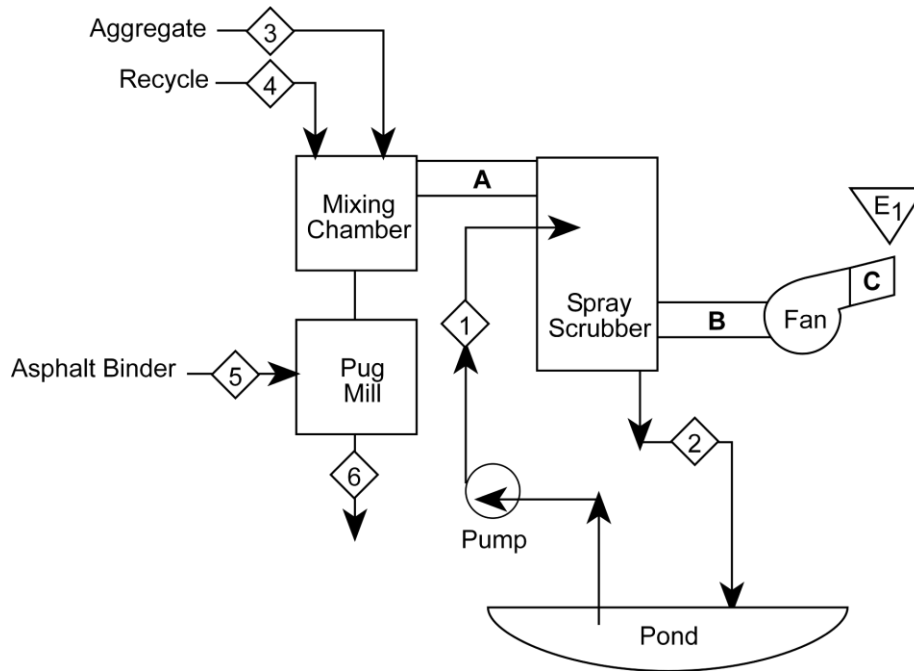 Aggregate
3
Recycle
4
A
Mixing
Chamber
E1
C
Spray
Scrubber
B
Fan
1
Asphalt Binder
5
Pug
Mill
2
6
Pump
Pond